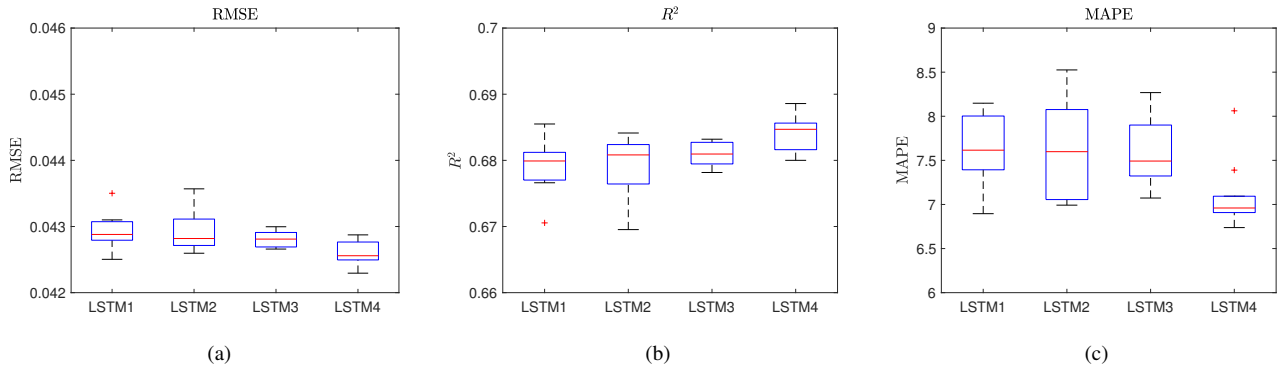 RMSE
0.046
0.045
0.044
0.043
0.042
RMSE
LSTM1 LSTM2 LSTM3 LSTM4
(a)
R²
0.7
0.69
0.68
0.67
0.66
R²
LSTM1 LSTM2 LSTM3 LSTM4
(b)
MAPE
9
8.5
8
7.5
7
6.5
6
MAPE
LSTM1 LSTM2 LSTM3 LSTM4
(c)